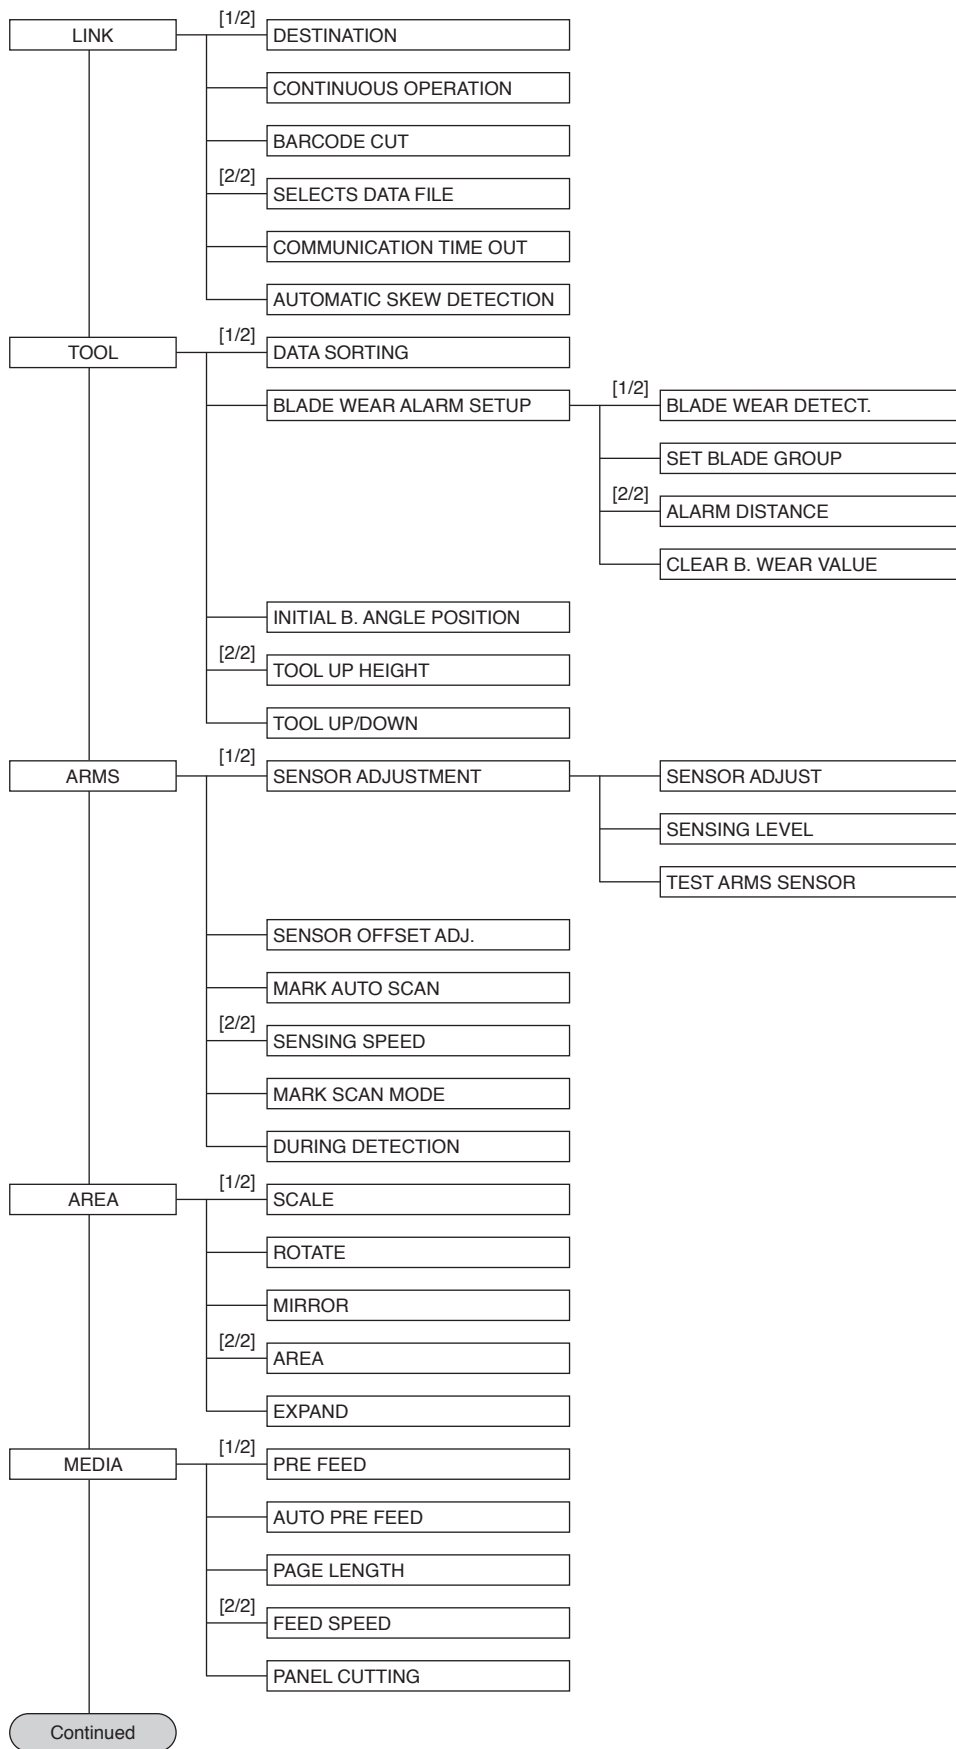 [1/2]
LINK
DESTINATION
CONTINUOUS OPERATION
BARCODE CUT
[2/2]
SELECTS DATA FILE
COMMUNICATION TIME OUT
AUTOMATIC SKEW DETECTION
[1/2]
TOOL
DATA SORTING
BLADE WEAR ALARM SETUP
[1/2]
BLADE WEAR DETECT.
SET BLADE GROUP
[2/2]
ALARM DISTANCE
CLEAR B. WEAR VALUE
INITIAL B. ANGLE POSITION
[2/2]
TOOL UP HEIGHT
TOOL UP/DOWN
[1/2]
ARMS
SENSOR ADJUSTMENT
SENSOR ADJUST
SENSING LEVEL
TEST ARMS SENSOR
SENSOR OFFSET ADJ.
MARK AUTO SCAN
[2/2]
SENSING SPEED
MARK SCAN MODE
DURING DETECTION
[1/2]
AREA
SCALE
ROTATE
MIRROR
[2/2]
AREA
EXPAND
[1/2]
MEDIA
PRE FEED
AUTO PRE FEED
PAGE LENGTH
[2/2]
FEED SPEED
PANEL CUTTING
Continued